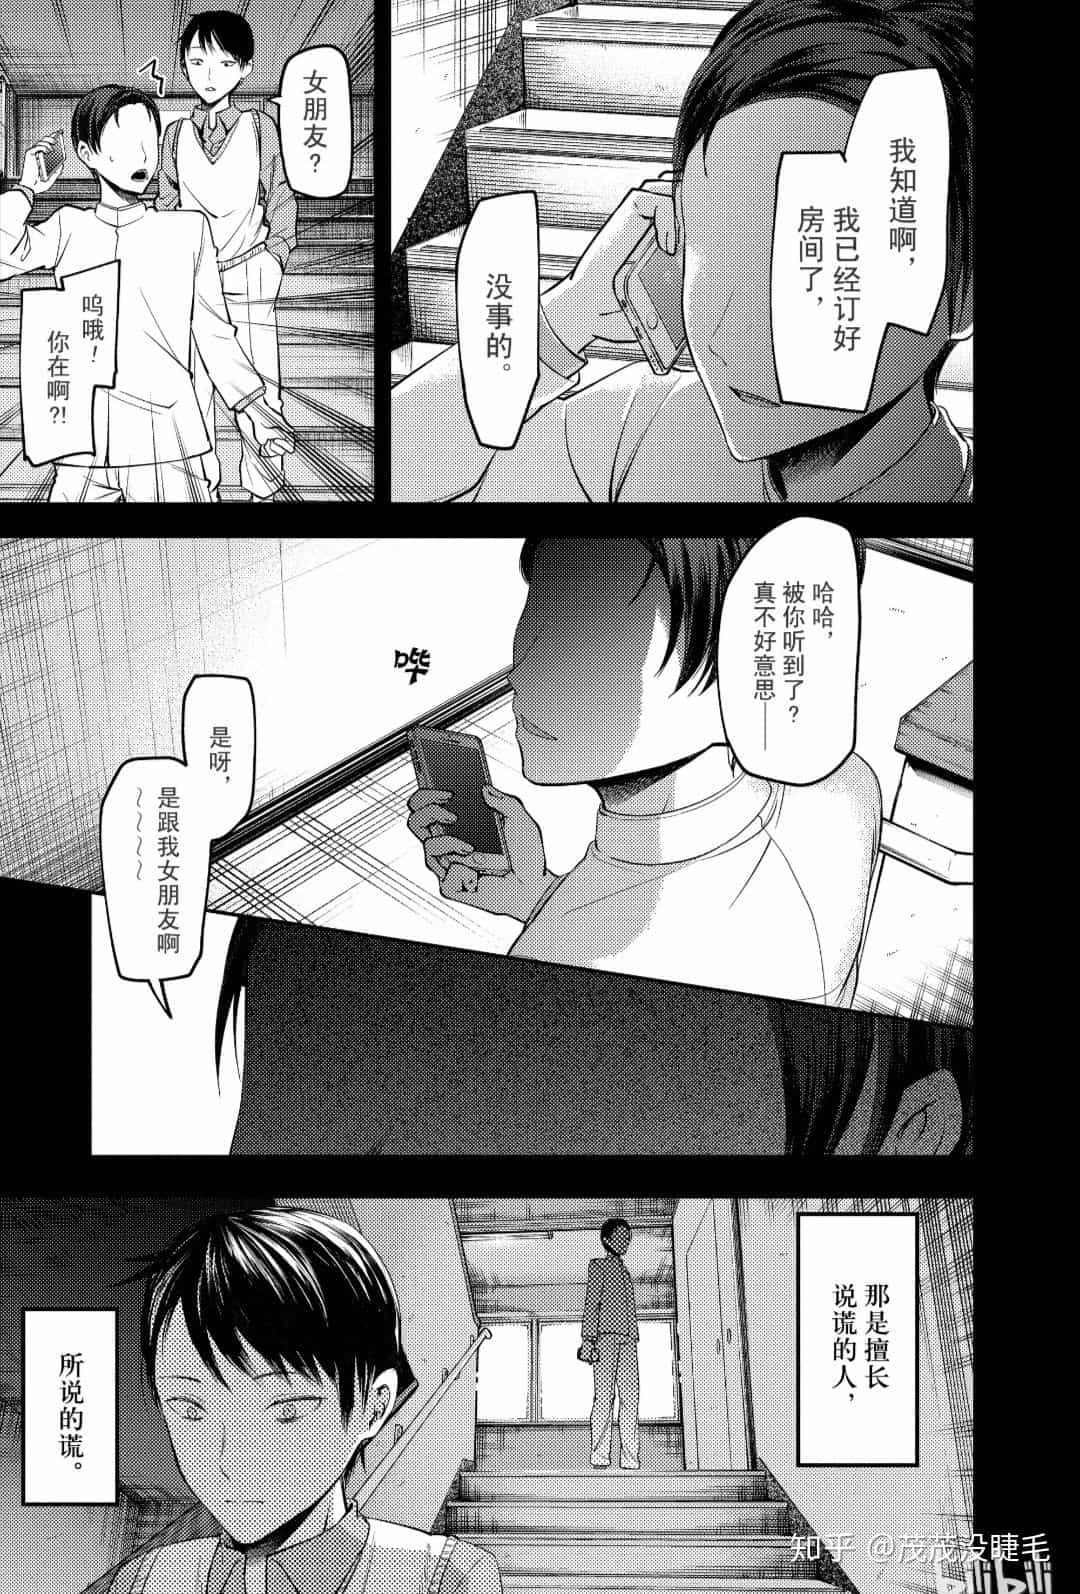 我知道啊，
我已经订好
房间了，
没事的。
女朋友？
呜哦！
你在啊?!
哈哈，
被你听到了？
真不好意思——
哔
是呀，
是跟我女朋友啊
～～～～
那是擅长
说谎的人，
所说的谎。
知乎 @茂茂没睫毛
bilibili